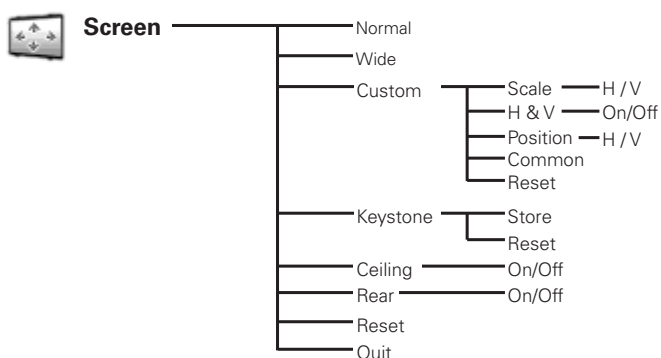 Screen Normal
Wide
Custom Scale H / V
H & V On/Off
Position H / V
Common
Reset
Keystone Store
Reset
Ceiling On/Off
Rear On/Off
Reset
Quit